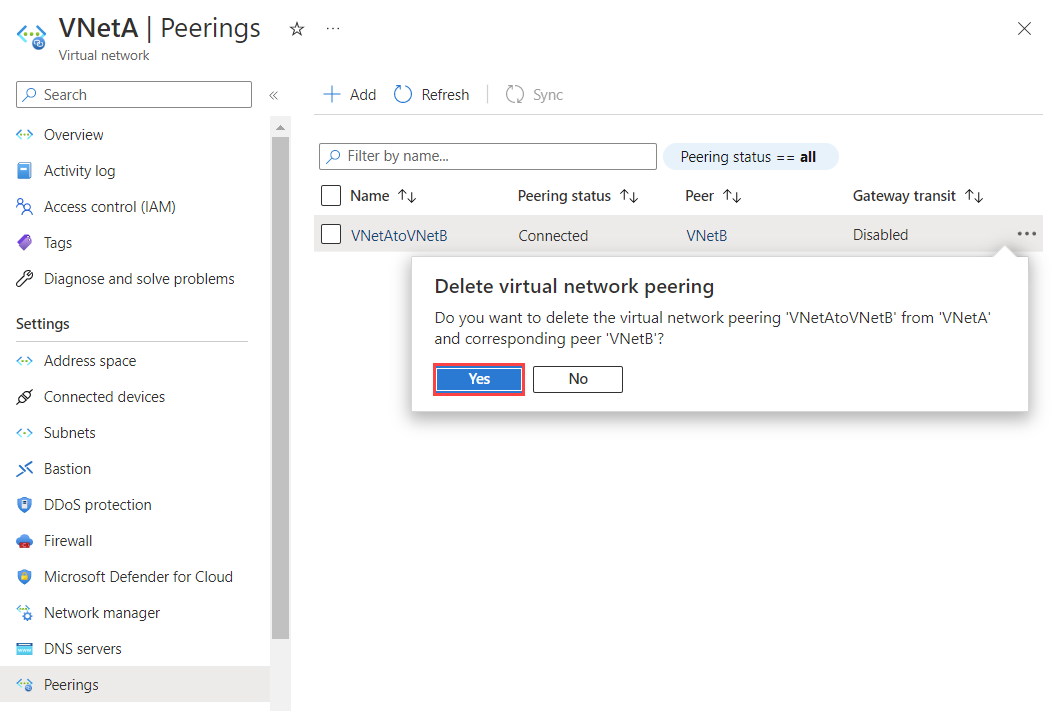 VNetA | Peerings
Virtual network
Search
Add Refresh Sync
Overview
Activity log
Access control (IAM)
Tags
Diagnose and solve problems
Settings
Address space
Connected devices
Subnets
Bastion
DDoS protection
Firewall
Microsoft Defender for Cloud
Network manager
DNS servers
Peerings
Filter by name...
Peering status == all
Name Peering status Peer Gateway transit
VNetAtoVNetB Connected VNetB Disabled
Delete virtual network peering
Do you want to delete the virtual network peering 'VNetAtoVNetB' from 'VNetA'
and corresponding peer 'VNetB'?
Yes No